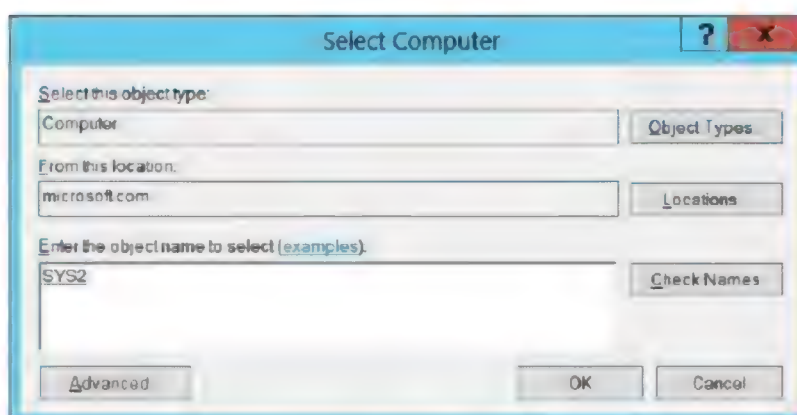 Select Computer
? x
Select this object type:
Computer
Object Types
From this location:
microsoft.com
Locations
Enter the object name to select (examples).
SYS2
Check Names
Advanced
OK
Cancel